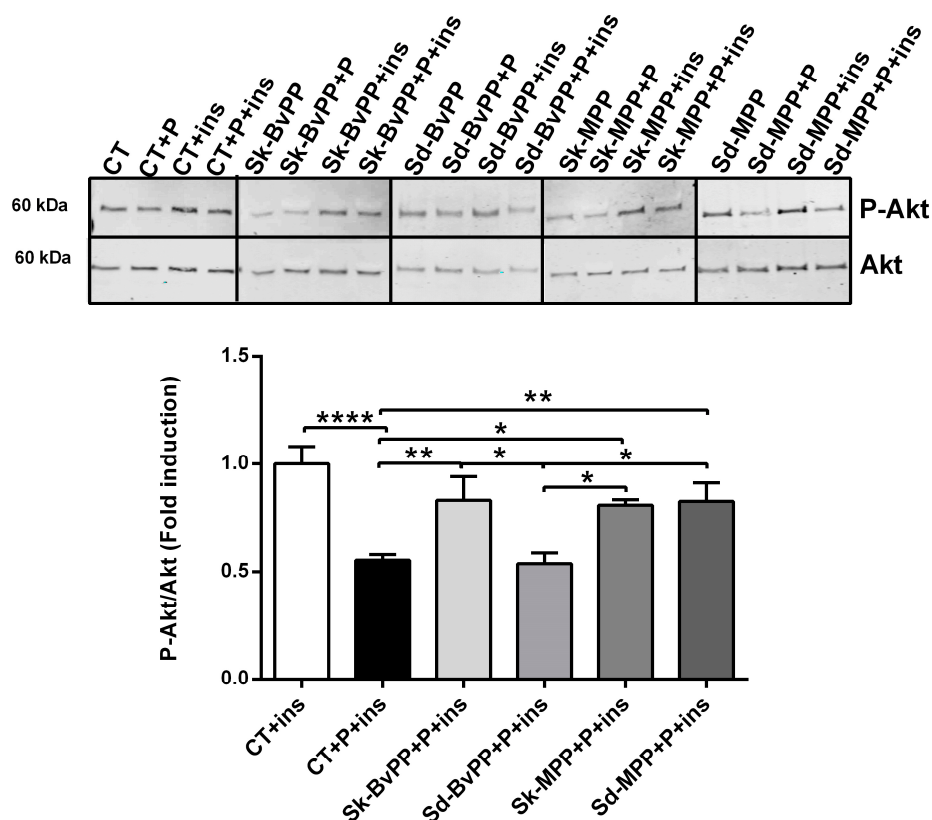 CT
CT+P
CT+ins
CT+P+ins
Sk-BvPP
Sk-BvPP+P
Sk-BvPP+ins
Sk-BvPP+P+ins
Sd-BvPP
Sd-BvPP+P
Sd-BvPP+ins
Sd-BvPP+P+ins
Sk-MPP
Sk-MPP+P
Sk-MPP+ins
Sk-MPP+P+ins
Sd-MPP
Sd-MPP+P
Sd-MPP+ins
Sd-MPP+P+ins
60 kDa
P-Akt
60 kDa
Akt
P-Akt/Akt (Fold induction)
1.5
1.0
0.5
0.0
**
****
*
**
*
*
*
CT+ins
CT+P+ins
Sk-BvPP+P+ins
Sd-BvPP+P+ins
Sk-MPP+P+ins
Sd-MPP+P+ins